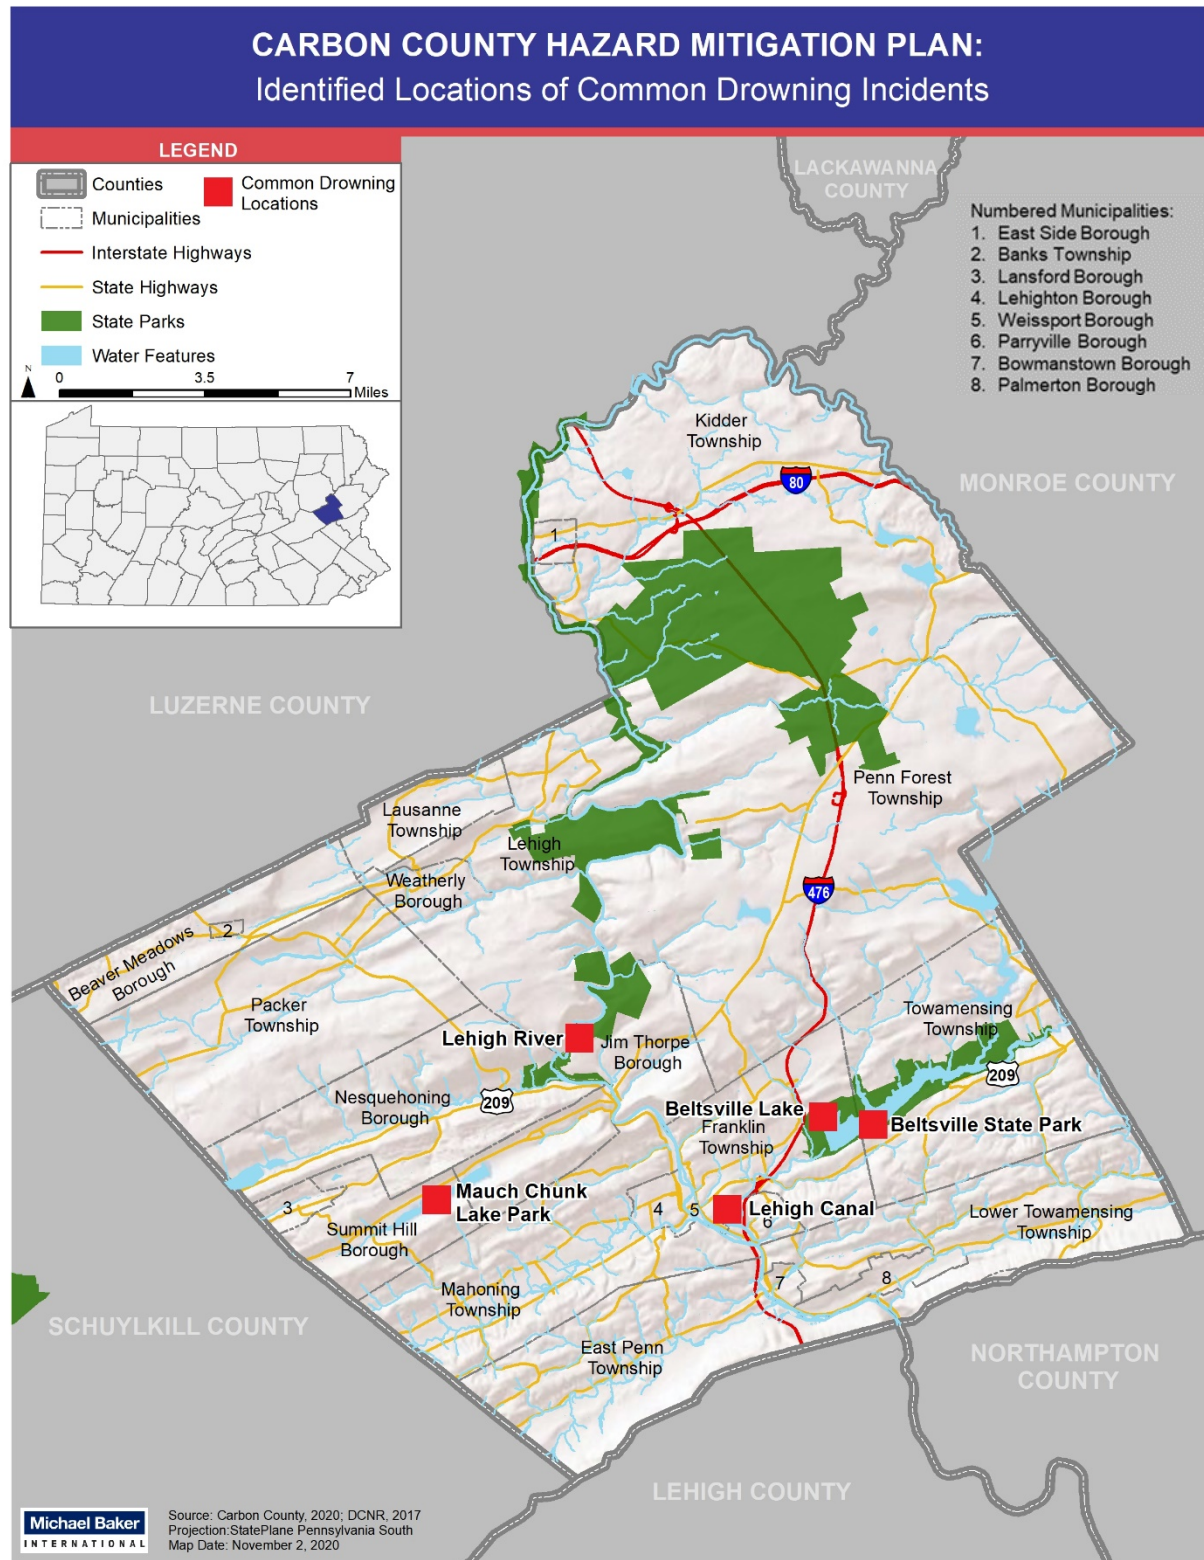 CARBON COUNTY HAZARD MITIGATION PLAN:
Identified Locations of Common Drowning Incidents
LEGEND
Counties
Common Drowning
Locations
Municipalities
Interstate Highways
State Highways
State Parks
Water Features
N
0 3.5 7
Miles
LACKAWANNA
COUNTY
Numbered Municipalities:
1. East Side Borough
2. Banks Township
3. Lansford Borough
4. Lehighton Borough
5. Weissport Borough
6. Parryville Borough
7. Bowmanstown Borough
8. Palmerton Borough
Kidder
Township
80
MONROE COUNTY
1
LUZERNE COUNTY
Penn Forest
Township
Lausanne
Township
Lehigh
Township
Weatherly
Borough
476
2
Beaver Meadows
Borough
Packer
Township
Towamensing
Township
Lehigh River
Jim Thorpe
Borough
209
Nesquehoning
Borough
209
Beltsville Lake
Franklin
Township
Beltsville State Park
Mauch Chunk
Lake Park
3
4
5
Lehigh Canal
6
Summit Hill
Borough
Lower Towamensing
Township
7
8
Mahoning
Township
East Penn
Township
SCHUYLKILL COUNTY
NORTHAMPTON
COUNTY
LEHIGH COUNTY
Michael Baker
INTERNATIONAL
Source: Carbon County, 2020; DCNR, 2017
Projection:StatePlane Pennsylvania South
Map Date: November 2, 2020